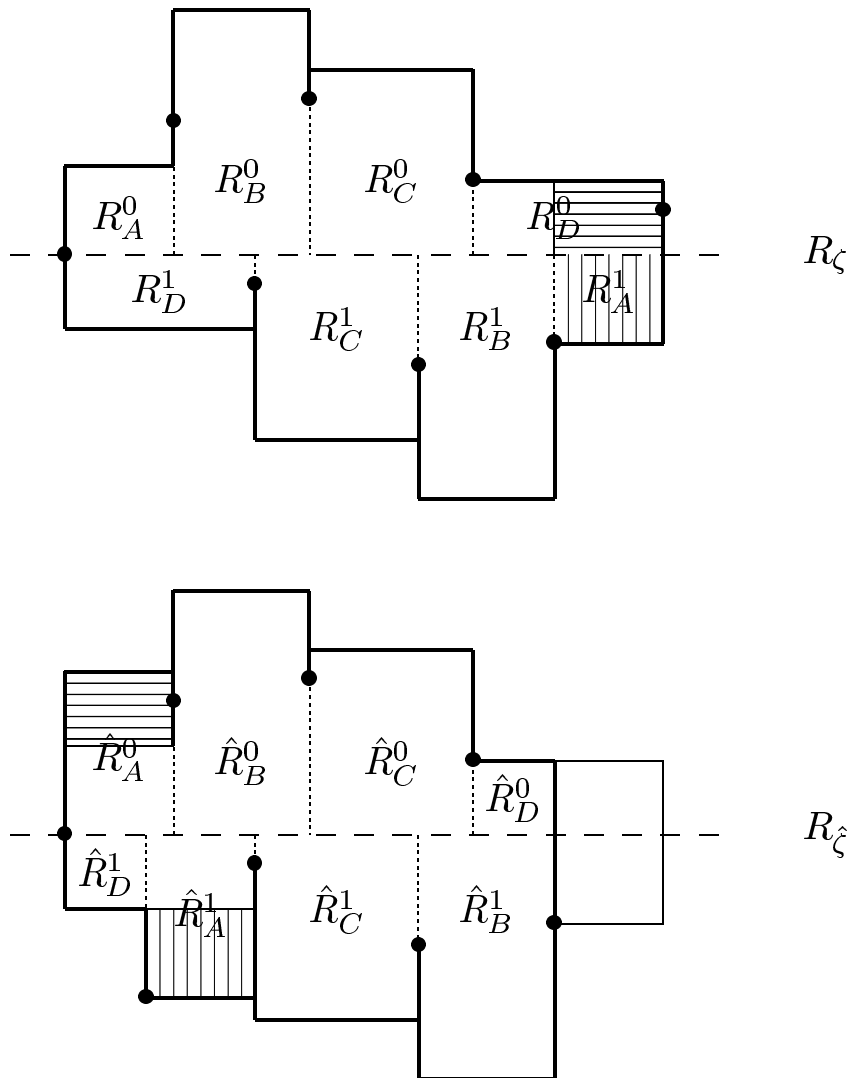 R_B^0 R_C^0
R_A^0 R_D^0
R_ζ
R_D^1 R_A^1
R_C^1 R_B^1
R̂_A^0 R̂_B^0 R̂_C^0
R̂_D^0
R_ζ̂
R̂_D^1
R̂_A^1 R̂_C^1 R̂_B^1